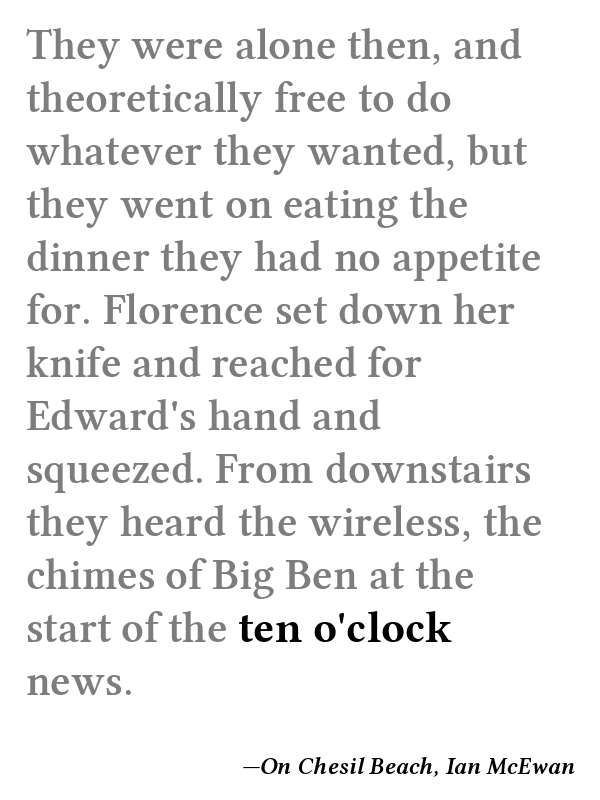 They were alone then, and
theoretically free to do
whatever they wanted, but
they went on eating the
dinner they had no appetite
for. Florence set down her
knife and reached for
Edward's hand and
squeezed. From downstairs
they heard the wireless, the
chimes of Big Ben at the
start of the ten o'clock
news.
—On Chesil Beach, Ian McEwan